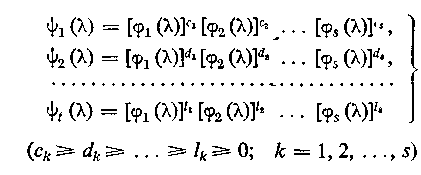 ψ₁ (λ) = [φ₁ (λ)]^c₁ [φ₂ (λ)]^c₂ ... [φₛ (λ)]^cₛ,
ψ₂ (λ) = [φ₁ (λ)]^d₁ [φ₂ (λ)]^d₂ ... [φₛ (λ)]^dₛ,
. . . . . . . . . . . . . . . . . . . . . . . . . . . . . .
ψₜ (λ) = [φ₁ (λ)]^l₁ [φ₂ (λ)]^l₂ ... [φₛ (λ)]^lₛ
(cₖ ⩾ dₖ ⩾ ... ⩾ lₖ ⩾ 0; k = 1, 2, ..., s)